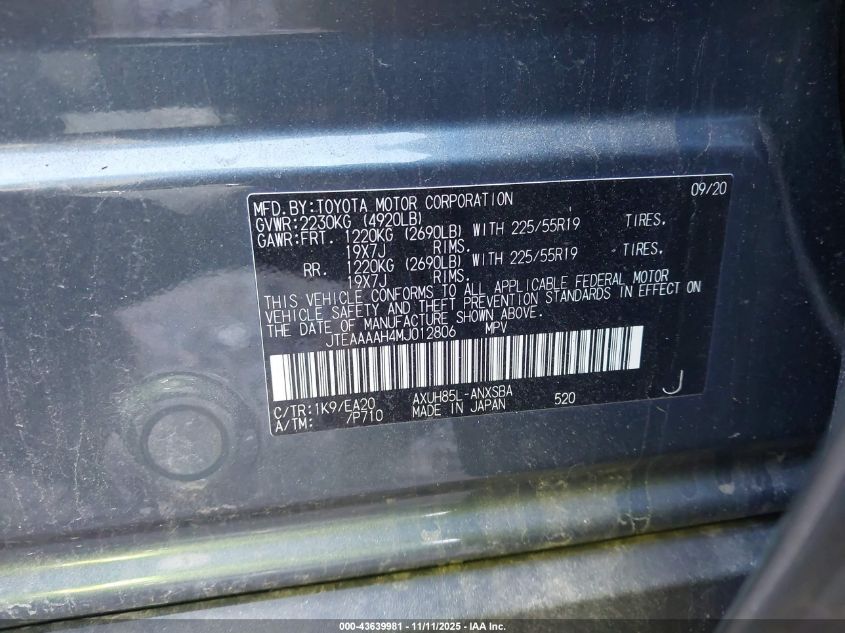 09/20
MFD.BY:TOYOTA MOTOR CORPORATION
GVWR:2230KG (4920LB)
GAWR:FRT. 1220KG (2690LB) WITH 225/55R19 TIRES.
19X7J RIMS.
RR. 1220KG (2690LB) WITH 225/55R19 TIRES.
19X7J RIMS.
THIS VEHICLE CONFORMS TO ALL APPLICABLE FEDERAL MOTOR
VEHICLE SAFETY AND THEFT PREVENTION STANDARDS IN EFFECT ON
THE DATE OF MANUFACTURE SHOWN ABOVE.
JTEAAAAH4MJ012806 MPV
C/TR:1K9/EA20 AXUH85L-ANXSBA 520 J
A/TM: /P710 MADE IN JAPAN
000-43639981 - 11/11/2025 - IAA Inc.